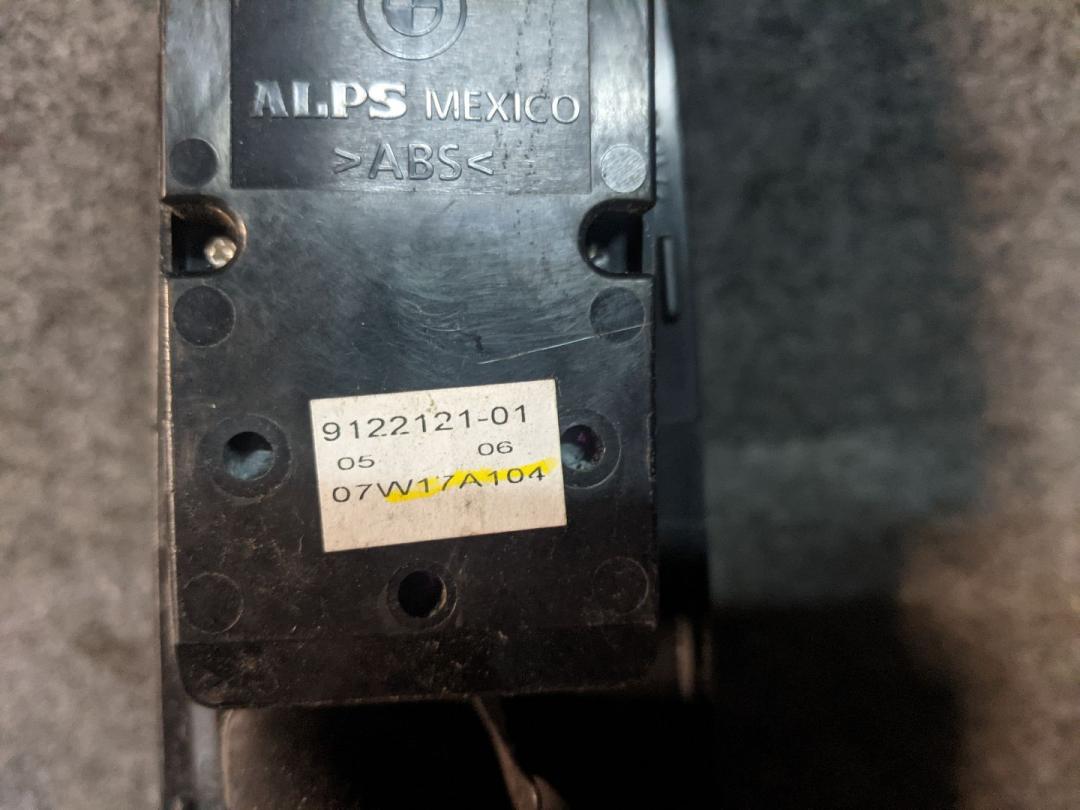 ALPS MEXICO
>ABS<
9122121-01
05 06
07W17A104